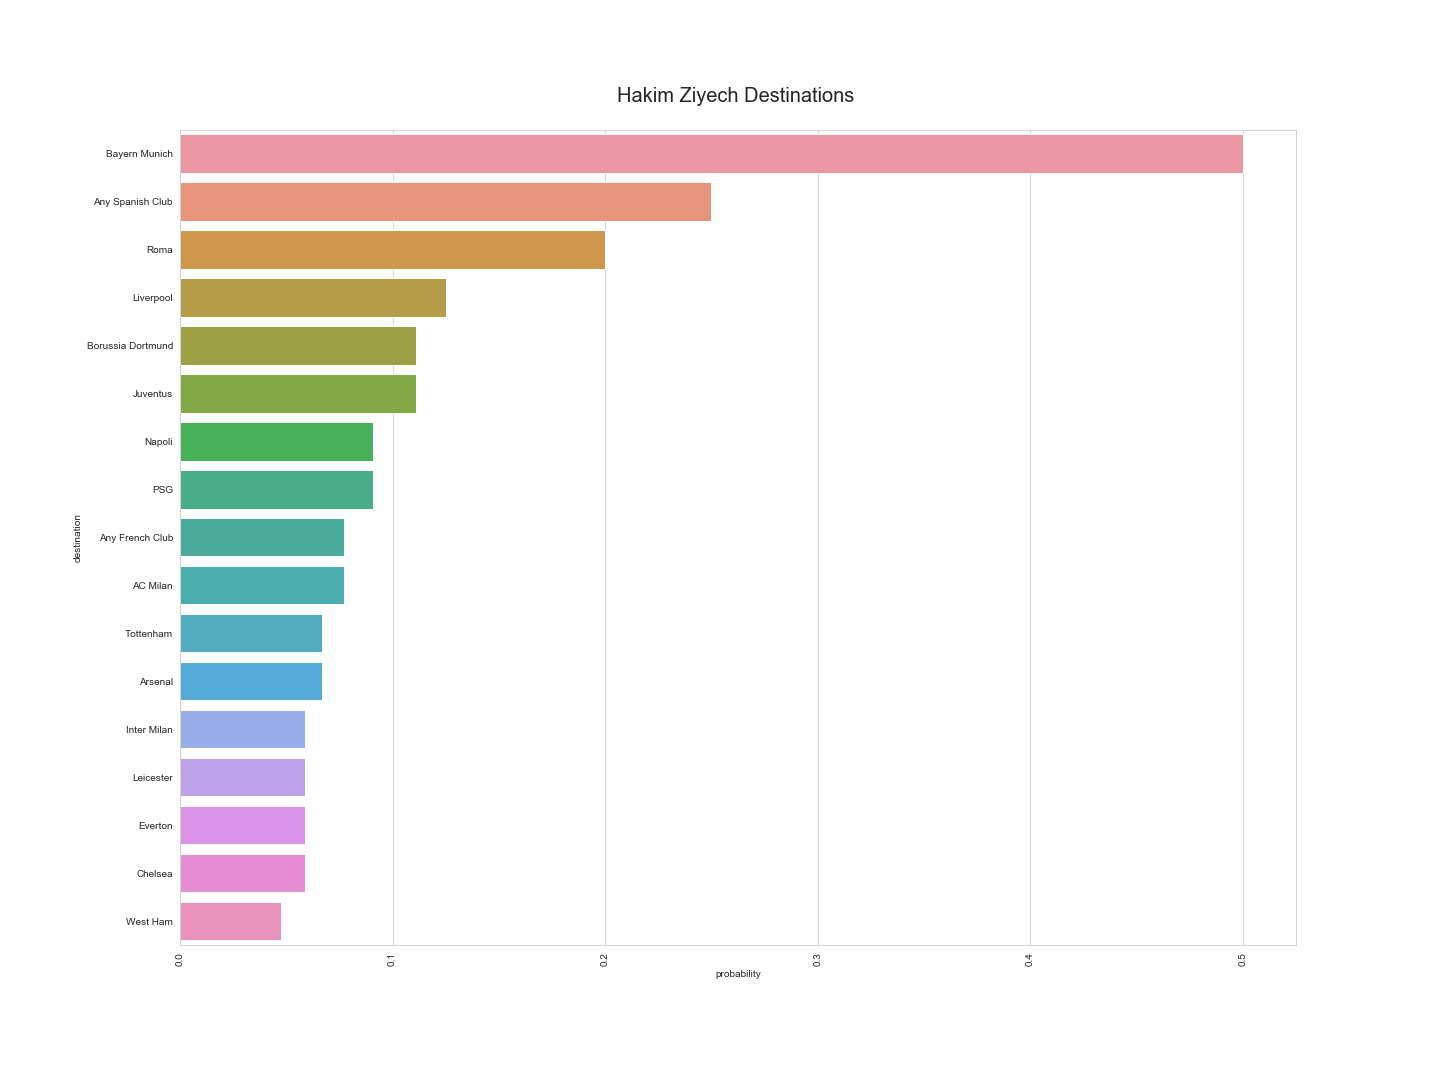 Hakim Ziyech Destinations
Bayern Munich
Any Spanish Club
Roma
Liverpool
Borussia Dortmund
Juventus
Napoli
PSG
Any French Club
AC Milan
Tottenham
Arsenal
Inter Milan
Leicester
Everton
Chelsea
West Ham
destination
0.0
0.1
0.2
0.3
0.4
0.5
probability